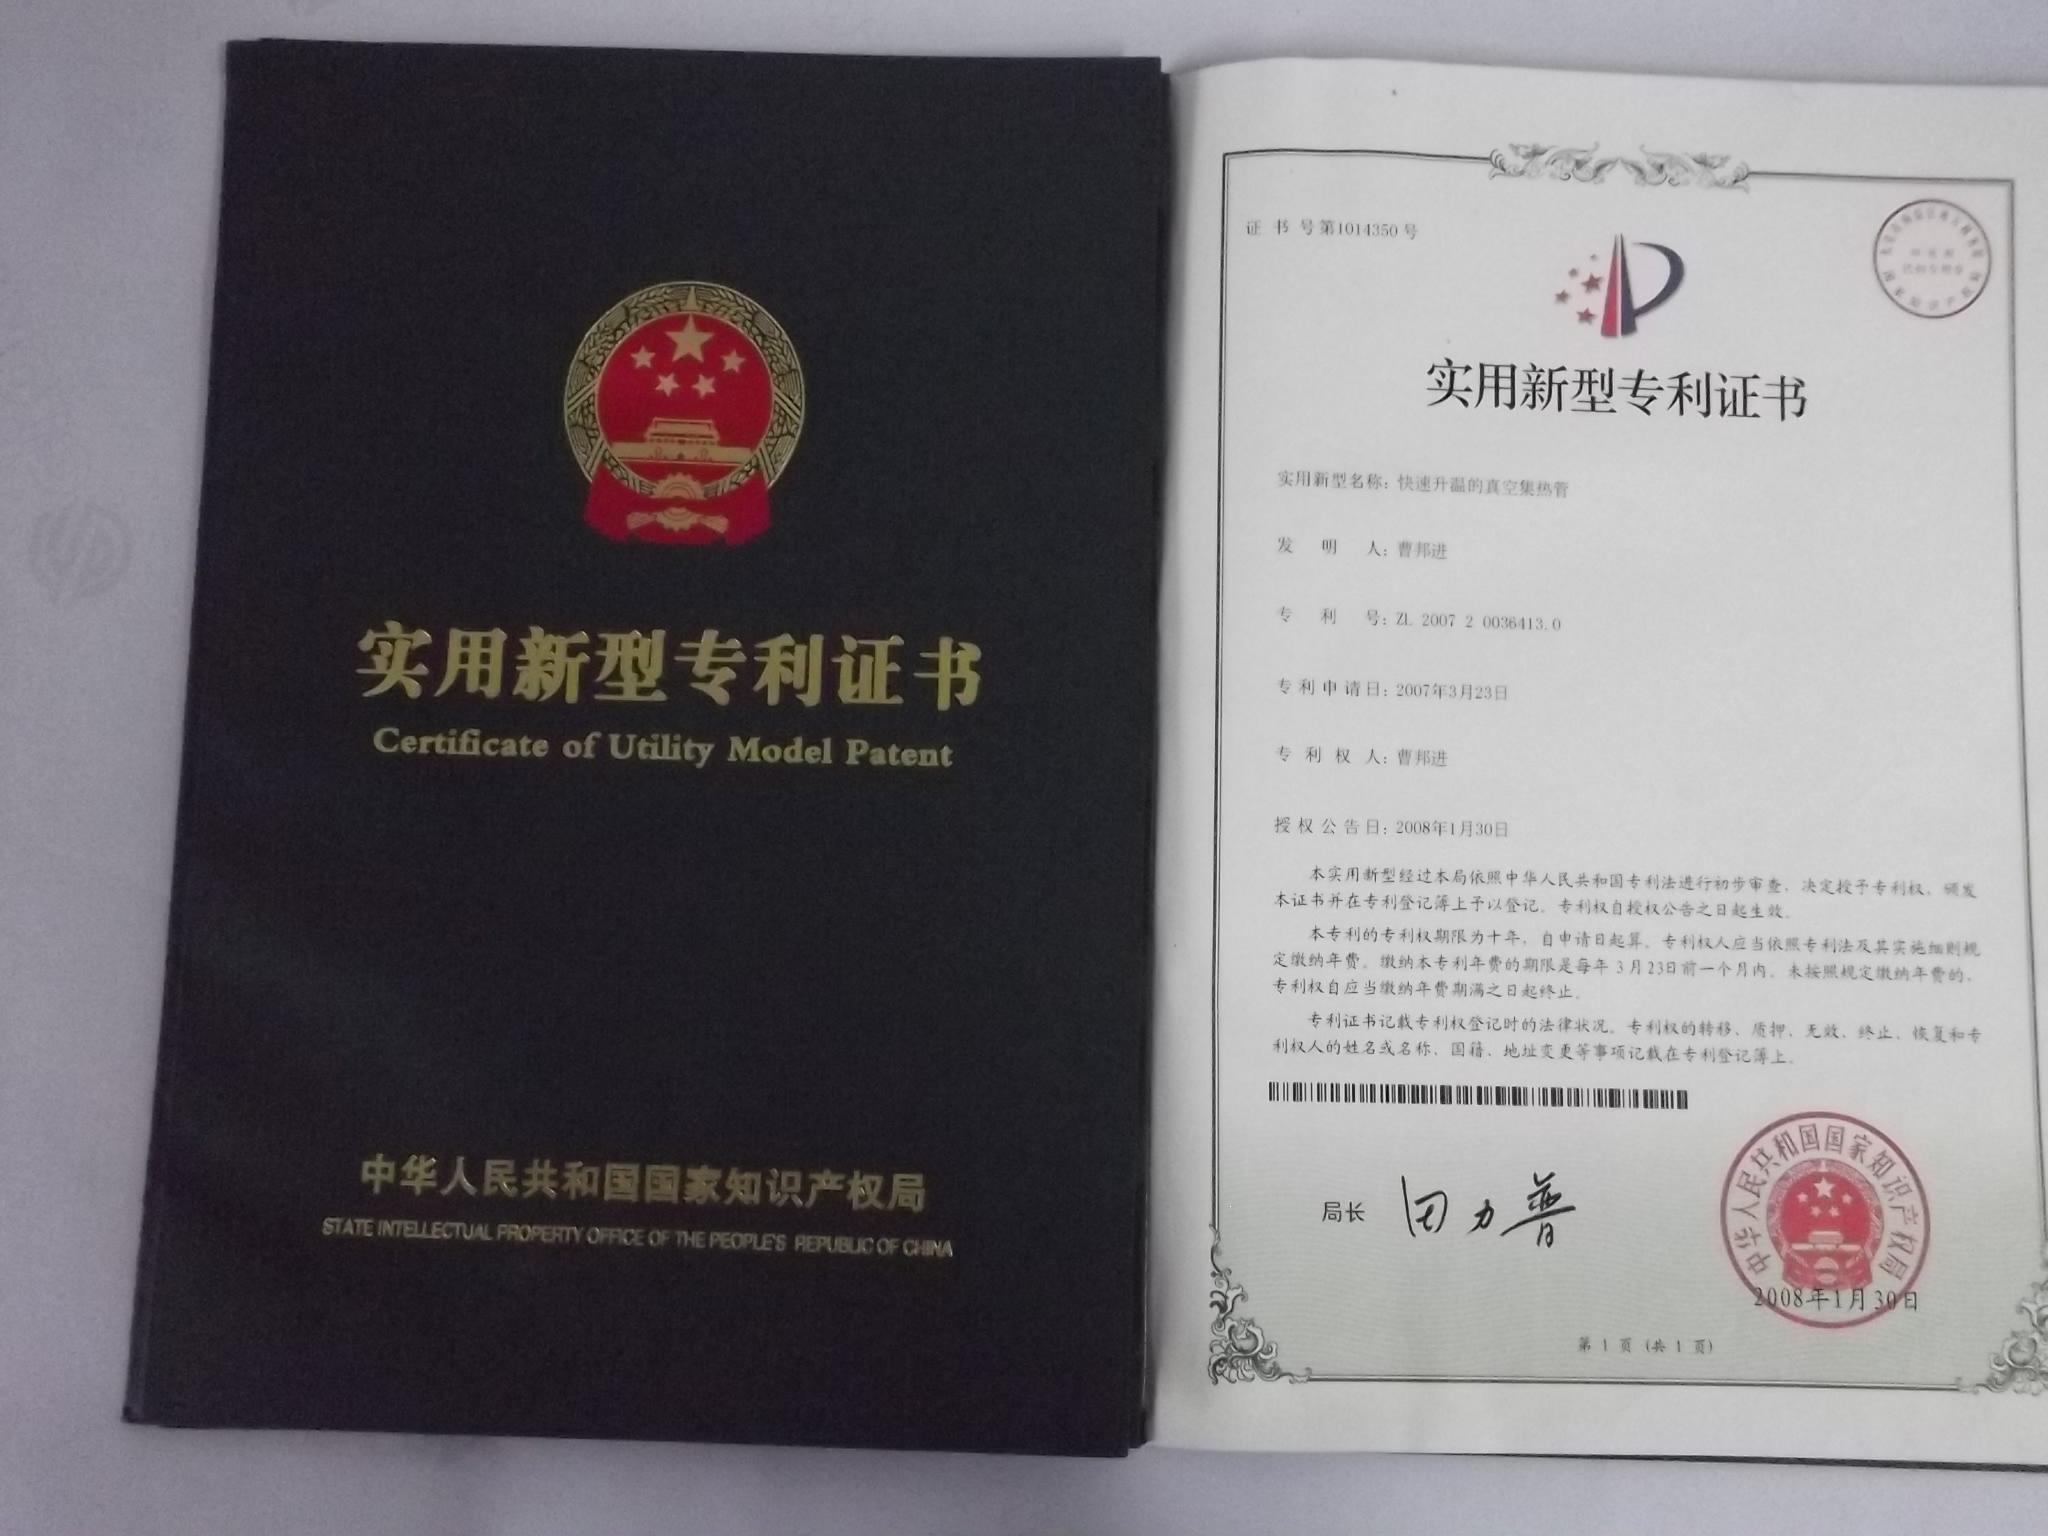 实用新型专利证书
Certificate of Utility Model Patent
中华人民共和国国家知识产权局
STATE INTELLECTUAL PROPERTY OFFICE OF THE PEOPLE'S REPUBLIC OF CHINA
证 书 号第1014350号
实用新型专利证书
实用新型名称：快速升温的真空集热管
发 明 人：曹邦进
专 利 号：ZL 2007 2 0036413.0
专利申请日：2007年3月23日
专 利 权 人：曹邦进
授权公告日：2008年1月30日
本实用新型经过本局依照中华人民共和国专利法进行初步审查，决定授予专利权，颁发
本证书并在专利登记簿上予以登记。专利权自授权公告之日起生效。
本专利的专利权期限为十年，自申请日起算。专利权人应当依照专利法及其实施细则规
定缴纳年费。缴纳本专利年费的期限是每年 3月23日前一个月内。未按照规定缴纳年费的，
专利权自应当缴纳年费期满之日起终止。
专利证书记载专利权登记时的法律状况。专利权的转移、质押、无效、终止、恢复和专
利权人的姓名或名称、国籍、地址变更等事项记载在专利登记簿上。
局长 田力普
中华人民共和国国家知识产权局
2008年1月30日
第 1 页 (共 1 页)